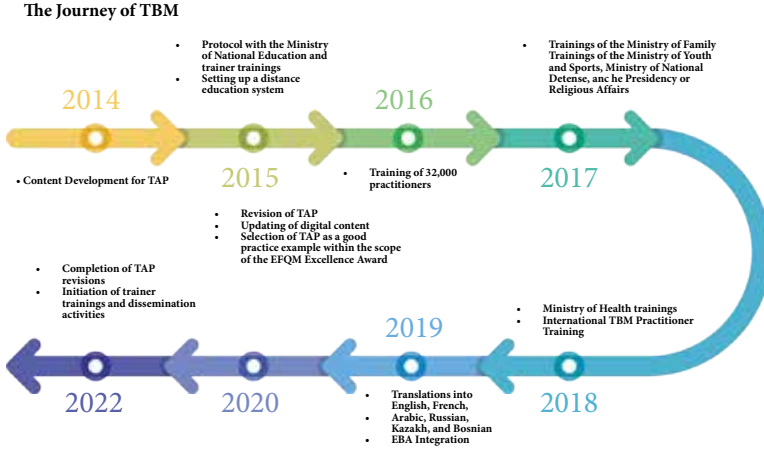 The Journey of TBM
• Protocol with the Ministry
of National Education and
trainer trainings
• Setting up a distance
education system
• Trainings of the Ministry of Family
Trainings of the Ministry of Youth
and Sports, Ministry of National
Detense, anc he Presidency or
Religious Affairs
2014
2016
• Content Development for TAP
2015
• Training of 32,000
practitioners
2017
• Revision of TAP
• Updating of digital content
• Selection of TAP as a good
practice example within the scope
of the EFQM Excellence Award
• Completion of TAP
revisions
• Initiation of trainer
trainings and dissemination
activities
• Ministry of Health trainings
• International TBM Practitioner
Training
2019
2022
2020
2018
• Translations into
English, French,
• Arabic, Russian,
Kazakh, and Bosnian
• EBA Integration